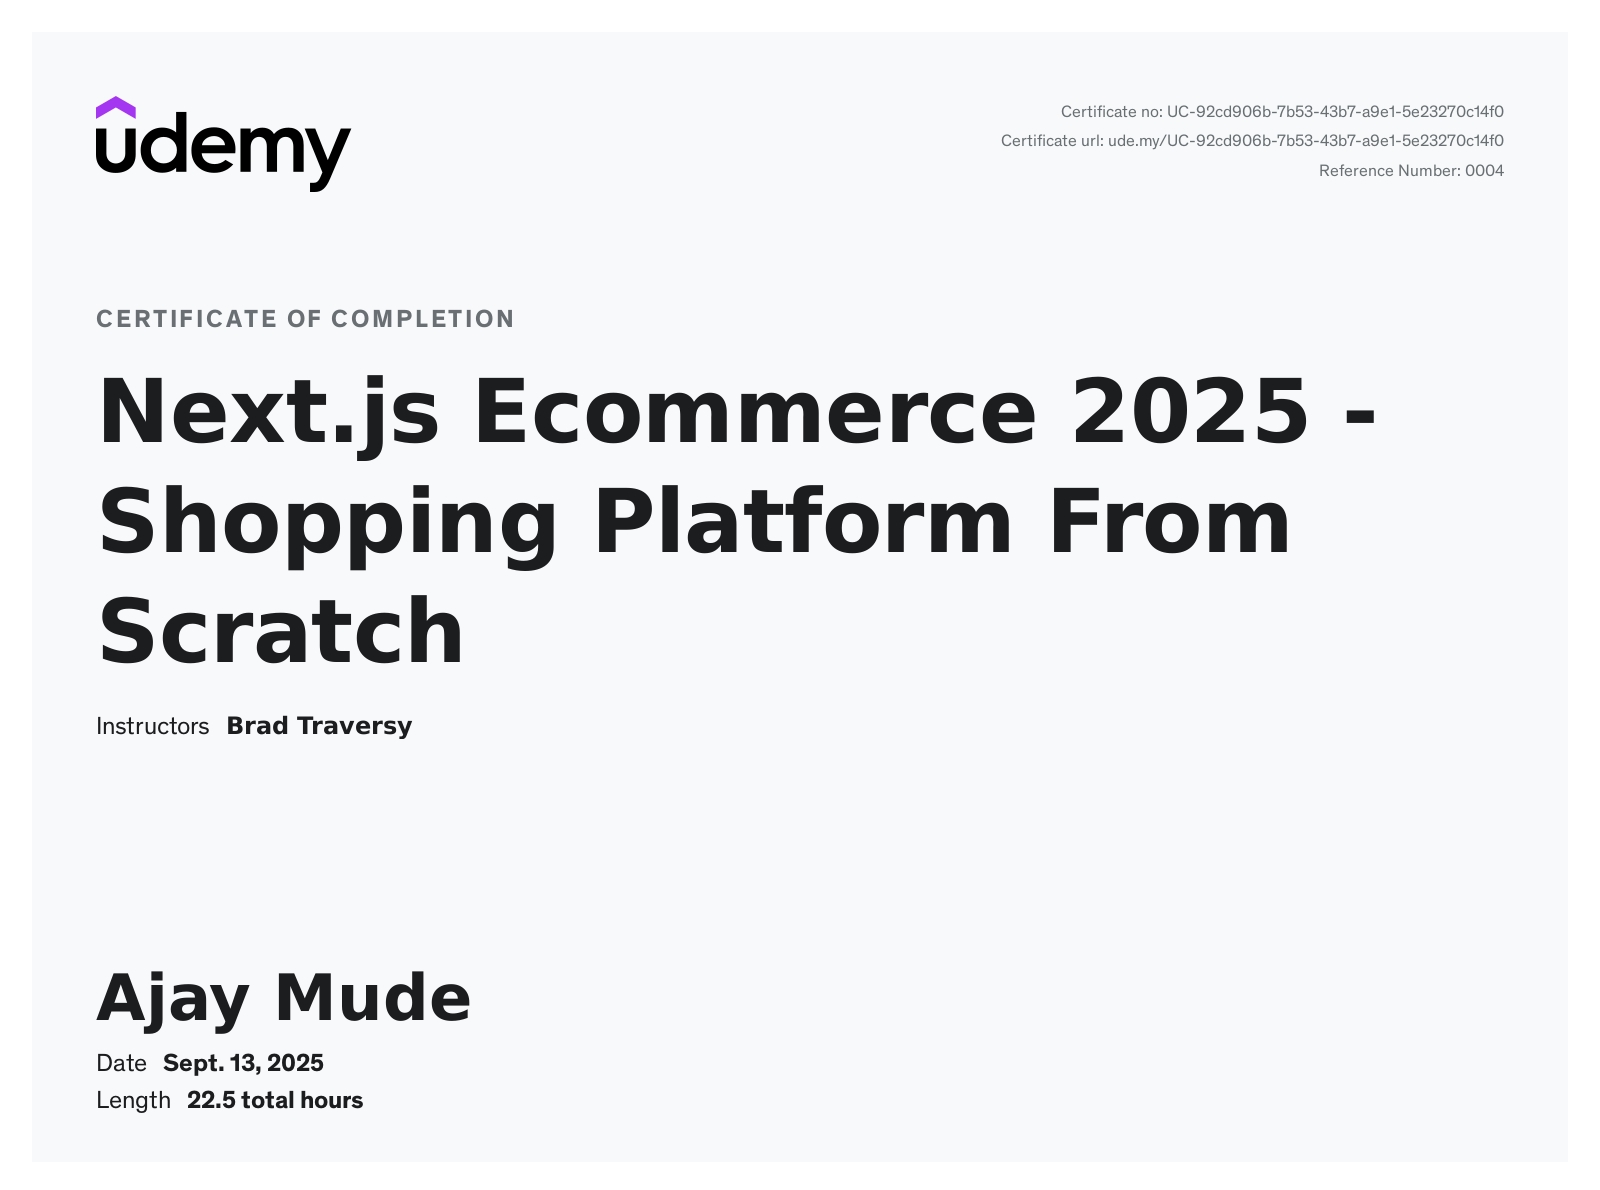 udemy
Certificate no: UC-92cd906b-7b53-43b7-a9e1-5e23270c14f0
Certificate url: ude.my/UC-92cd906b-7b53-43b7-a9e1-5e23270c14f0
Reference Number: 0004
CERTIFICATE OF COMPLETION
Next.js Ecommerce 2025 -
Shopping Platform From
Scratch
Instructors Brad Traversy
Ajay Mude
Date Sept. 13, 2025
Length 22.5 total hours